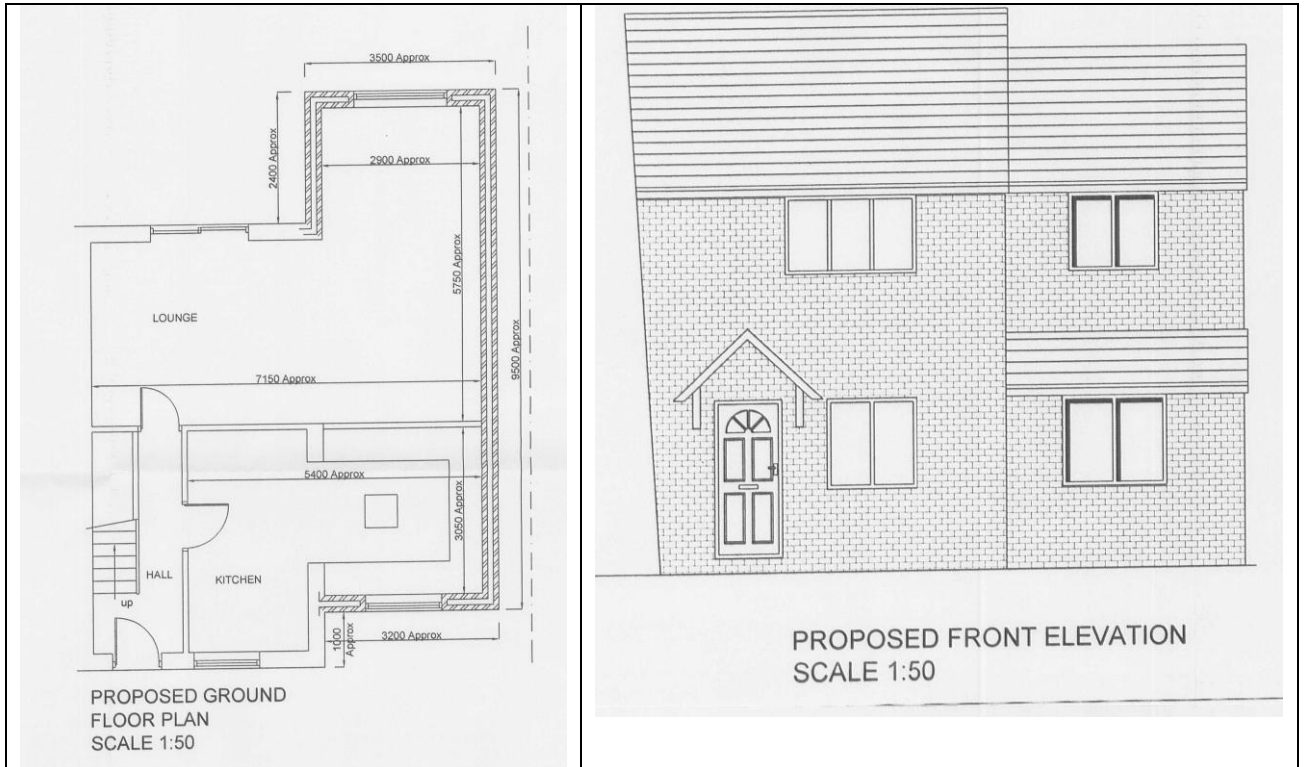 3500 Approx
2400 Approx
2900 Approx
5750 Approx
9500 Approx
LOUNGE
7150 Approx
5400 Approx
3050 Approx
HALL
KITCHEN
up
1000
Approx
3200 Approx
PROPOSED GROUND
FLOOR PLAN
SCALE 1:50
PROPOSED FRONT ELEVATION
SCALE 1:50